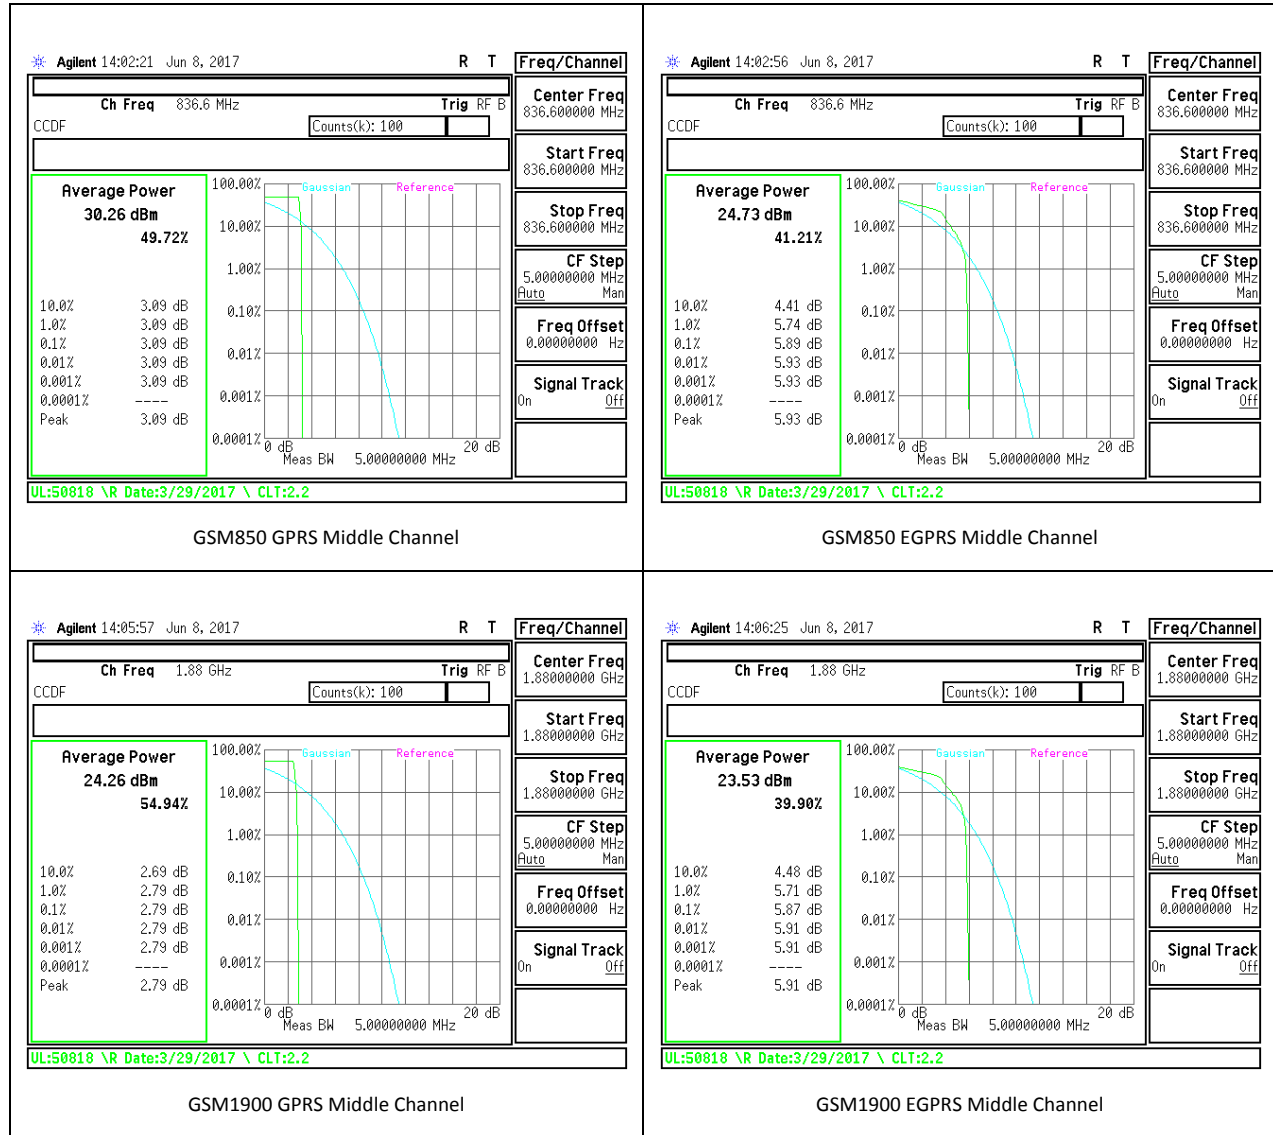 Agilent 14:02:21 Jun 8, 2017 R T Freq/Channel
Ch Freq 836.6 MHz Trig RF B
CCDF Counts(k): 100
Average Power
30.26 dBm
49.72%
10.0% 3.09 dB
1.0% 3.09 dB
0.1% 3.09 dB
0.01% 3.09 dB
0.001% 3.09 dB
0.0001% ----
Peak 3.09 dB
100.00%
10.00%
1.00%
0.10%
0.01%
0.001%
0.0001%
Gaussian Reference
0 dB 20 dB
Meas BW 5.00000000 MHz
Center Freq
836.600000 MHz
Start Freq
836.600000 MHz
Stop Freq
836.600000 MHz
CF Step
5.00000000 MHz
Auto Man
Freq Offset
0.00000000 Hz
Signal Track
On Off
UL:50818 \R Date:3/29/2017 \ CLT:2.2
GSM850 GPRS Middle Channel
Agilent 14:02:56 Jun 8, 2017 R T Freq/Channel
Ch Freq 836.6 MHz Trig RF B
CCDF Counts(k): 100
Average Power
24.73 dBm
41.21%
10.0% 4.41 dB
1.0% 5.74 dB
0.1% 5.89 dB
0.01% 5.93 dB
0.001% 5.93 dB
0.0001% ----
Peak 5.93 dB
100.00%
10.00%
1.00%
0.10%
0.01%
0.001%
0.0001%
Gaussian Reference
0 dB 20 dB
Meas BW 5.00000000 MHz
Center Freq
836.600000 MHz
Start Freq
836.600000 MHz
Stop Freq
836.600000 MHz
CF Step
5.00000000 MHz
Auto Man
Freq Offset
0.00000000 Hz
Signal Track
On Off
UL:50818 \R Date:3/29/2017 \ CLT:2.2
GSM850 EGPRS Middle Channel
Agilent 14:05:57 Jun 8, 2017 R T Freq/Channel
Ch Freq 1.88 GHz Trig RF B
CCDF Counts(k): 100
Average Power
24.26 dBm
54.94%
10.0% 2.69 dB
1.0% 2.79 dB
0.1% 2.79 dB
0.01% 2.79 dB
0.001% 2.79 dB
0.0001% ----
Peak 2.79 dB
100.00%
10.00%
1.00%
0.10%
0.01%
0.001%
0.0001%
Gaussian Reference
0 dB 20 dB
Meas BW 5.00000000 MHz
Center Freq
1.88000000 GHz
Start Freq
1.88000000 GHz
Stop Freq
1.88000000 GHz
CF Step
5.00000000 MHz
Auto Man
Freq Offset
0.00000000 Hz
Signal Track
On Off
UL:50818 \R Date:3/29/2017 \ CLT:2.2
GSM1900 GPRS Middle Channel
Agilent 14:06:25 Jun 8, 2017 R T Freq/Channel
Ch Freq 1.88 GHz Trig RF B
CCDF Counts(k): 100
Average Power
23.53 dBm
39.90%
10.0% 4.48 dB
1.0% 5.71 dB
0.1% 5.87 dB
0.01% 5.91 dB
0.001% 5.91 dB
0.0001% ----
Peak 5.91 dB
100.00%
10.00%
1.00%
0.10%
0.01%
0.001%
0.0001%
Gaussian Reference
0 dB 20 dB
Meas BW 5.00000000 MHz
Center Freq
1.88000000 GHz
Start Freq
1.88000000 GHz
Stop Freq
1.88000000 GHz
CF Step
5.00000000 MHz
Auto Man
Freq Offset
0.00000000 Hz
Signal Track
On Off
UL:50818 \R Date:3/29/2017 \ CLT:2.2
GSM1900 EGPRS Middle Channel